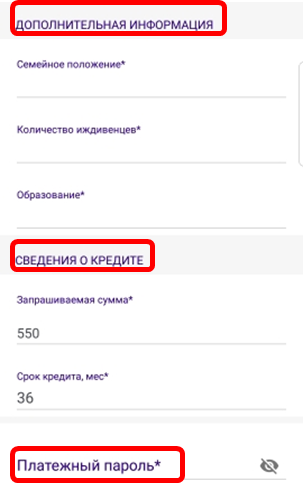 ДОПОЛНИТЕЛЬНАЯ ИНФОРМАЦИЯ
Семейное положение*
Количество иждивенцев*
Образование*
СВЕДЕНИЯ О КРЕДИТЕ
Запрашиваемая сумма*
550
Срок кредита, мес*
36
Платежный пароль*